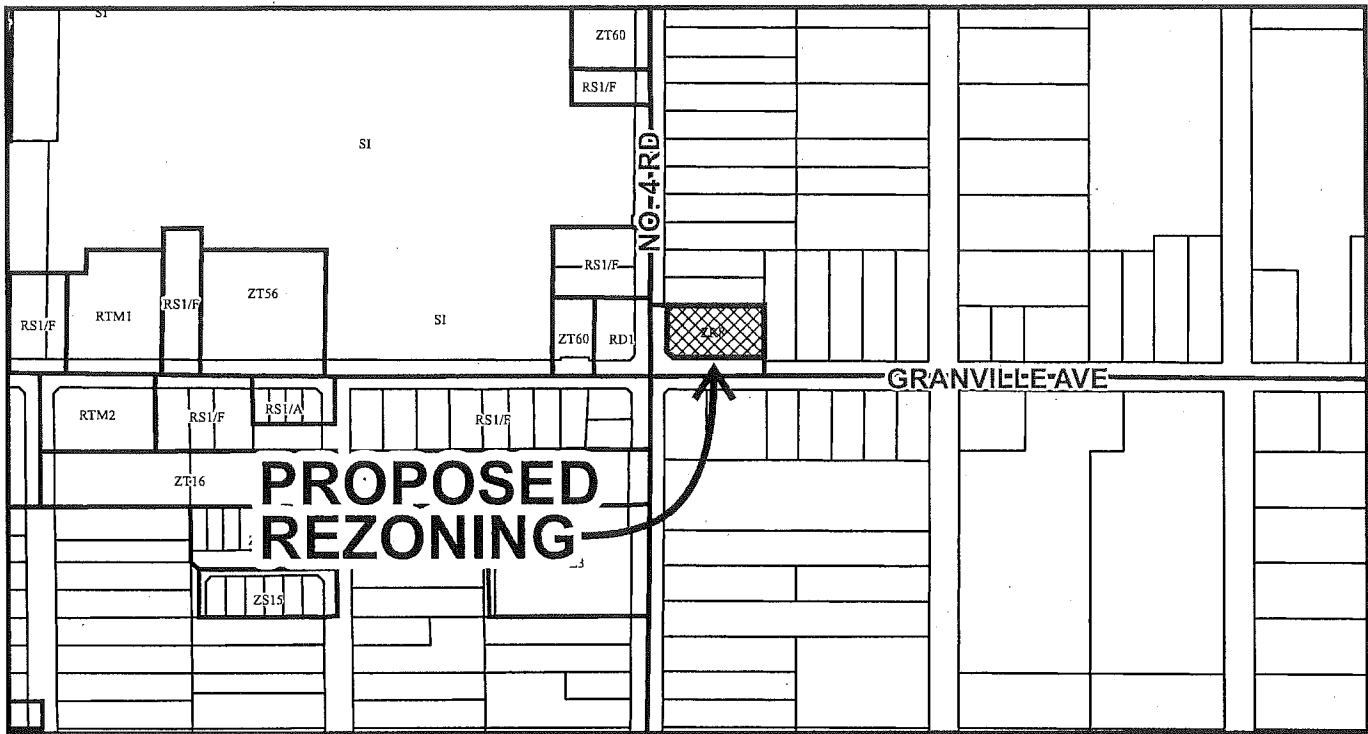 SI
ZT60
RS1/F
SI
NO. 4 RD
RS1/F
ZT56
RS1/F
RTM1
RS1/F
SI
ZT60
RD1
GRANVILLE AVE
RTM2
RS1/F
RS1/A
RS1/F
ZT16
PROPOSED
REZONING
ZS15